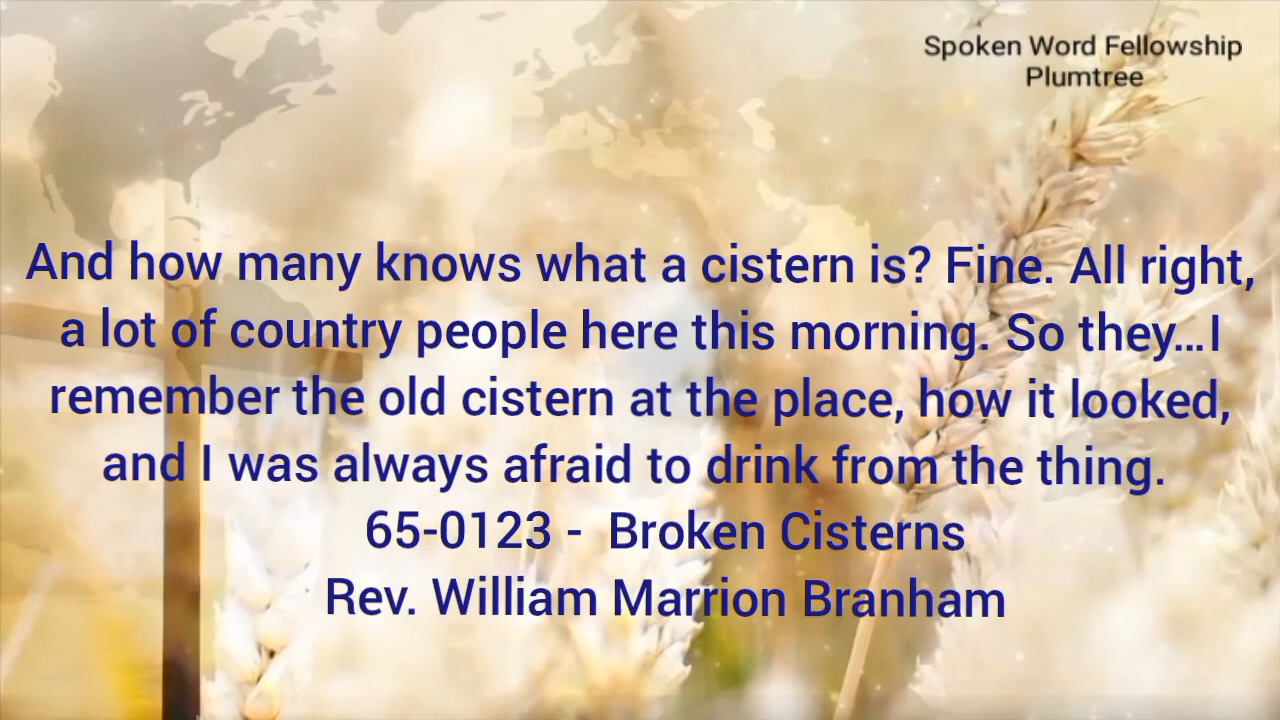 Spoken Word Fellowship
Plumtree
And how many knows what a cistern is? Fine. All right,
a lot of country people here this morning. So they…I
remember the old cistern at the place, how it looked,
and I was always afraid to drink from the thing.
65-0123 - Broken Cisterns
Rev. William Marrion Branham